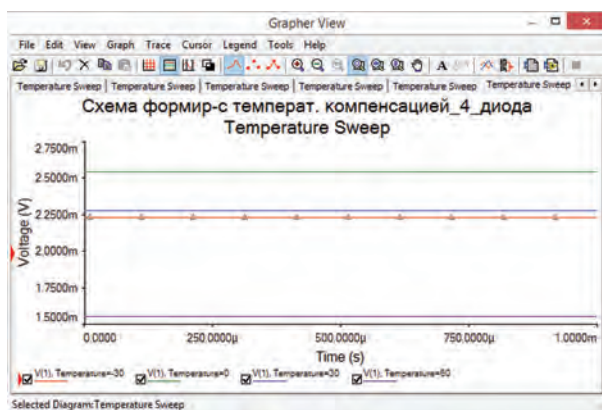 Grapher View
File Edit View Graph Trace Cursor Legend Tools Help
Temperature Sweep Temperature Sweep Temperature Sweep Temperature Sweep Temperature Sweep Temperature Sweep
Схема формир-с температ. компенсацией_4_диода
Temperature Sweep
2.7500m
2.5000m
2.2500m
2.0000m
1.7500m
1.5000m
Voltage (V)
0.0000 250.0000µ 500.0000µ 750.0000µ 1.0000m
Time (s)
V(1), Temperature=-30 V(1), Temperature=0 V(1), Temperature=30 V(1), Temperature=60
Selected Diagram:Temperature Sweep